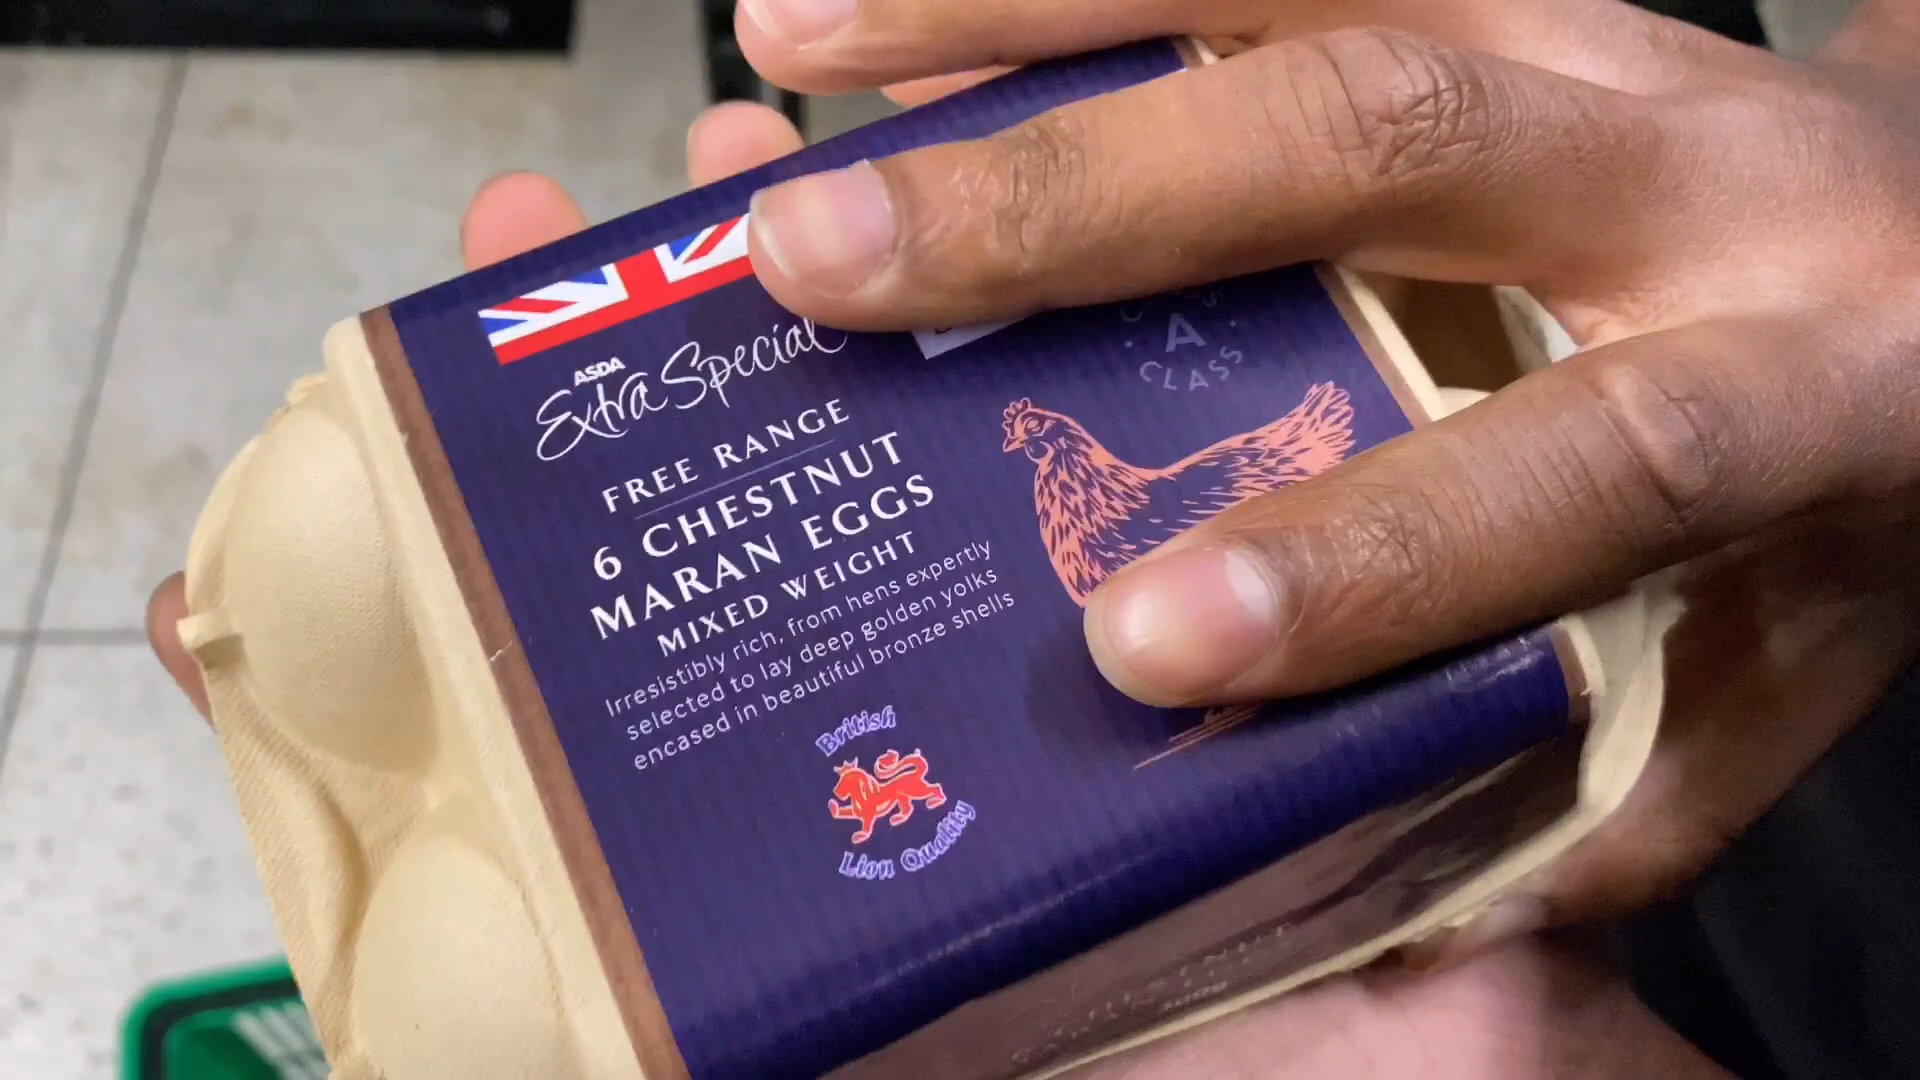 ASDA
Extra Special
FREE RANGE
6 CHESTNUT
MARAN EGGS
MIXED WEIGHT
Irresistibly rich, from hens expertly
selected to lay deep golden yolks
encased in beautiful bronze shells
British
Lion Quality
A
CLASS